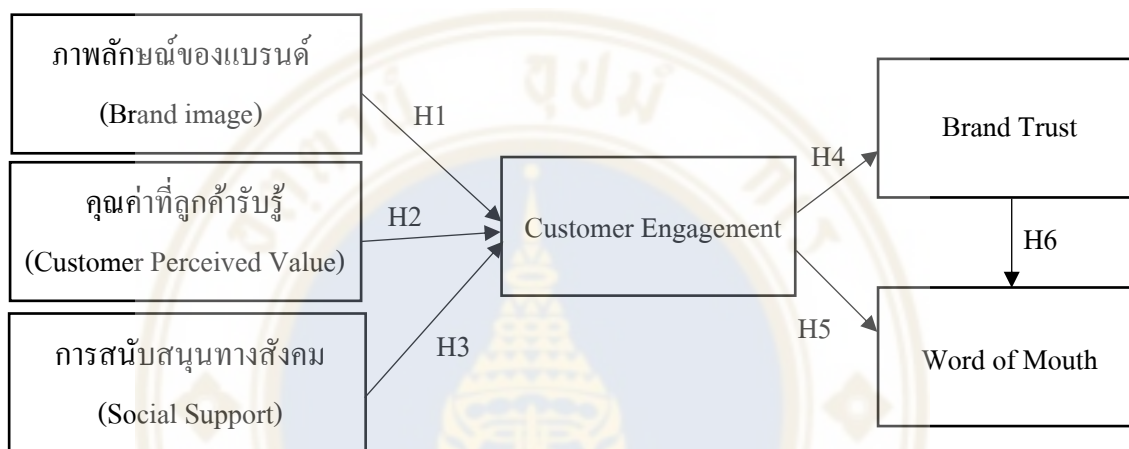 ภาพลักษณ์ของแบรนด์
(Brand image)
H1
คุณค่าที่ลูกค้ารับรู้
(Customer Perceived Value)
H2
การสนับสนุนทางสังคม
(Social Support)
H3
Customer Engagement
H4
H5
Brand Trust
H6
Word of Mouth